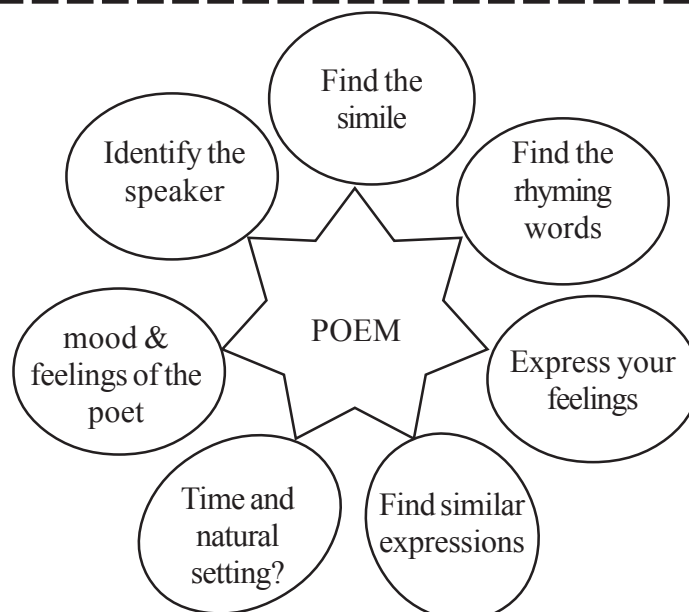 Find the
simile
Identify the
speaker
Find the
rhyming
words
POEM
mood &
feelings of the
poet
Express your
feelings
Time and
natural
setting?
Find similar
expressions